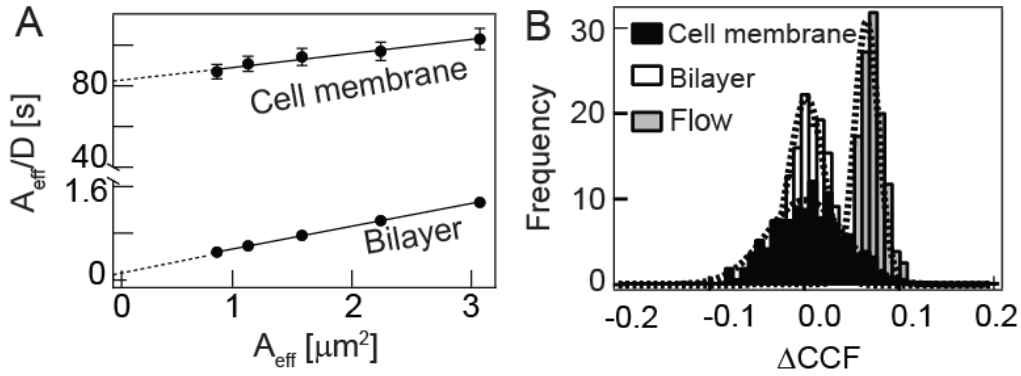 A
A_eff/D [s]
80
40
1.6
0
Cell membrane
Bilayer
0
1
2
3
A_eff [μm²]
B
Frequency
30
20
10
0
Cell membrane
Bilayer
Flow
-0.2
-0.1
0.0
0.1
0.2
ΔCCF